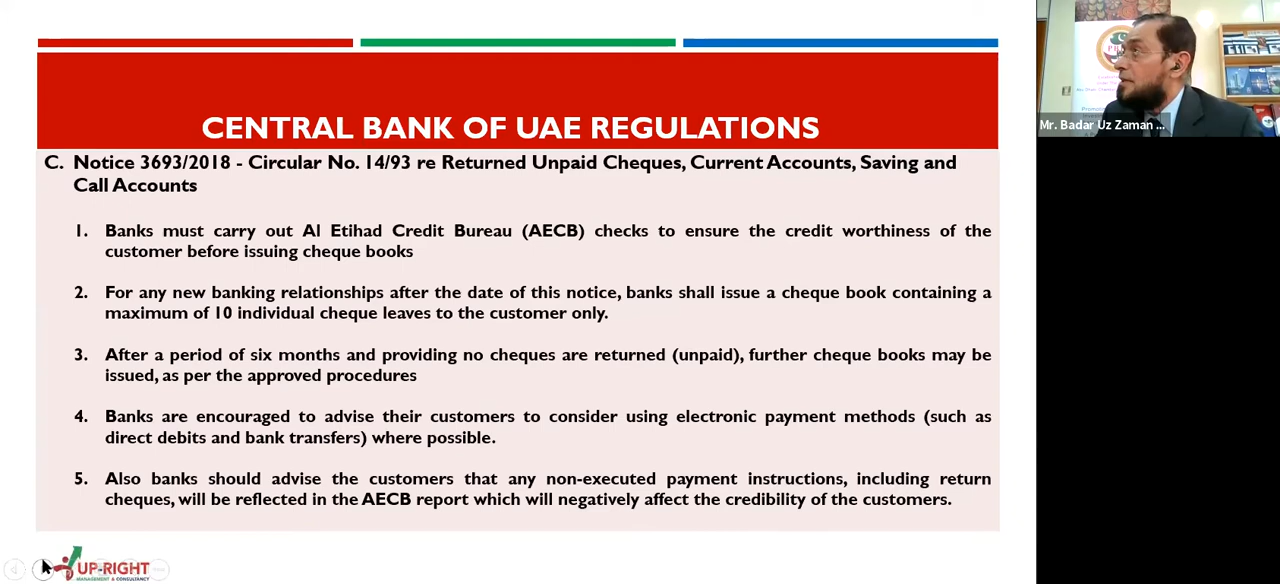 CENTRAL BANK OF UAE REGULATIONS
C. Notice 3693/2018 - Circular No. 14/93 re Returned Unpaid Cheques, Current Accounts, Saving and
Call Accounts
1. Banks must carry out Al Etihad Credit Bureau (AECB) checks to ensure the credit worthiness of the
customer before issuing cheque books
2. For any new banking relationships after the date of this notice, banks shall issue a cheque book containing a
maximum of 10 individual cheque leaves to the customer only.
3. After a period of six months and providing no cheques are returned (unpaid), further cheque books may be
issued, as per the approved procedures
4. Banks are encouraged to advise their customers to consider using electronic payment methods (such as
direct debits and bank transfers) where possible.
5. Also banks should advise the customers that any non-executed payment instructions, including return
cheques, will be reflected in the AECB report which will negatively affect the credibility of the customers.
UP-RIGHT
MANAGEMENT & CONSULTANCY
Mr. Badar Uz Zaman ...